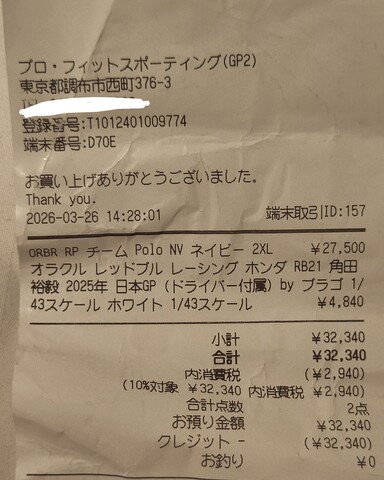 プロ・フィットスポーティング(GP2)
東京都調布市西町376-3
登録番号:T1012401009774
端末番号:D70E
お買い上げありがとうございました。
Thank you.
2026-03-26 14:28:01 端末取引ID:157
ORBR RP チーム Polo NV ネイビー 2XL ¥27,500
オラクル レッドブル レーシング ホンダ RB21 角田
裕毅 2025年 日本GP (ドライバー付属) by ブラゴ 1/
43スケール ホワイト 1/43スケール ¥4,840
小計 ¥32,340
合計 ¥32,340
内消費税 (¥2,940)
(10%対象 ¥32,340 内消費税 ¥2,940)
合計点数 2点
お預り金額 ¥32,340
クレジット - (¥32,340)
お釣り ¥0